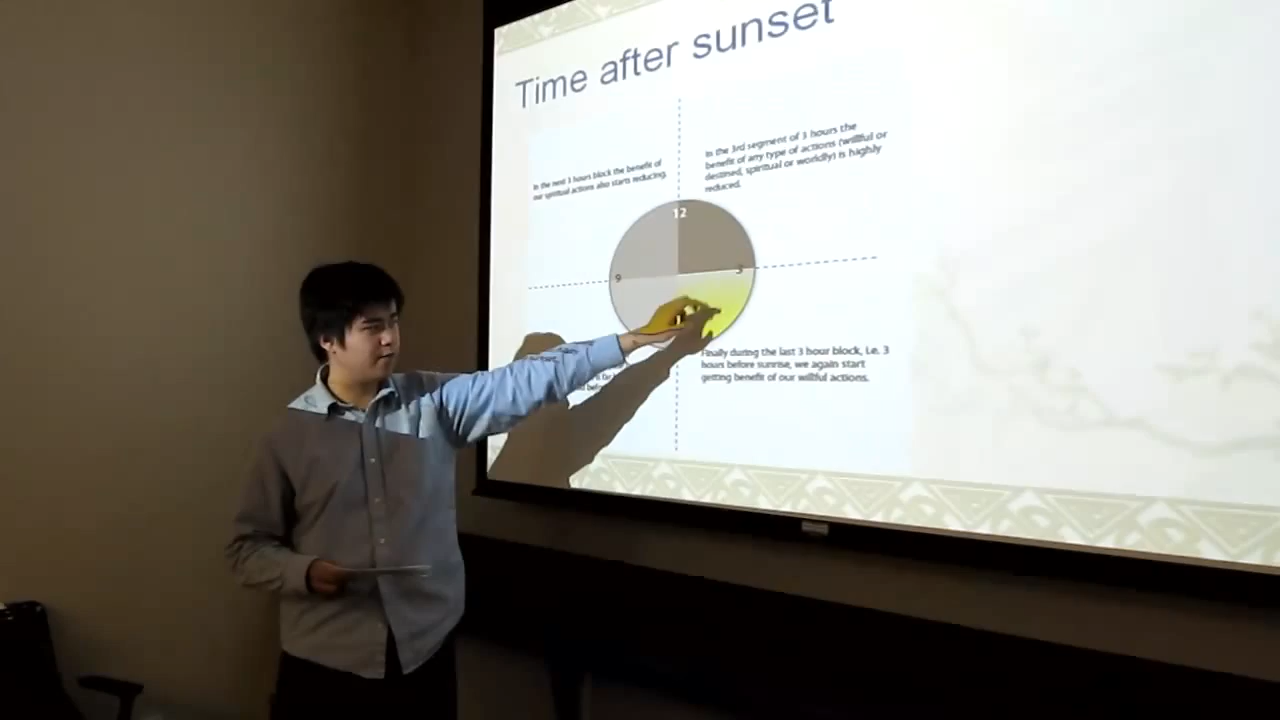 Time after sunset
In the next 3 hours block the benefit of
our spiritual actions also starts reducing.
In the 3rd segment of 3 hours the
benefit of any type of actions (willful or
destined, spiritual or worldly) is highly
reduced.
12
9
3
Finally during the last 3 hour block, i.e. 3
hours before sunrise, we again start
getting benefit of our willful actions.